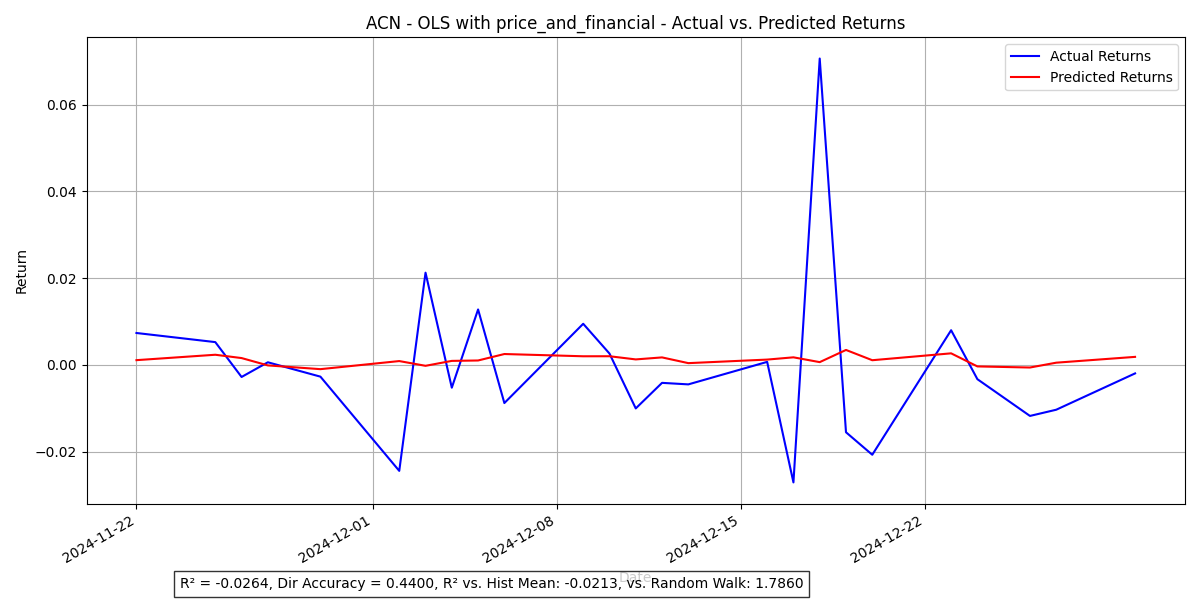 ACN - OLS with price_and_financial - Actual vs. Predicted Returns
Actual Returns
Predicted Returns
Return
0.06
0.04
0.02
0.00
−0.02
2024-11-22
2024-12-01
2024-12-08
2024-12-15
2024-12-22
Date
R² = -0.0264, Dir Accuracy = 0.4400, R² vs. Hist Mean: -0.0213, vs. Random Walk: 1.7860